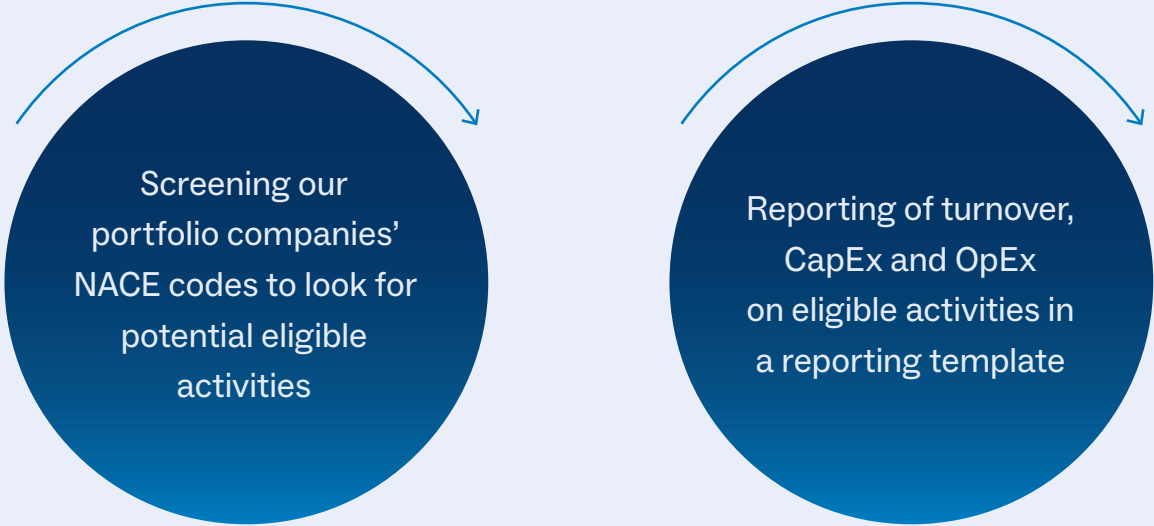 Screening our
portfolio companies’
NACE codes to look for
potential eligible
activities
Reporting of turnover,
CapEx and OpEx
on eligible activities in
a reporting template